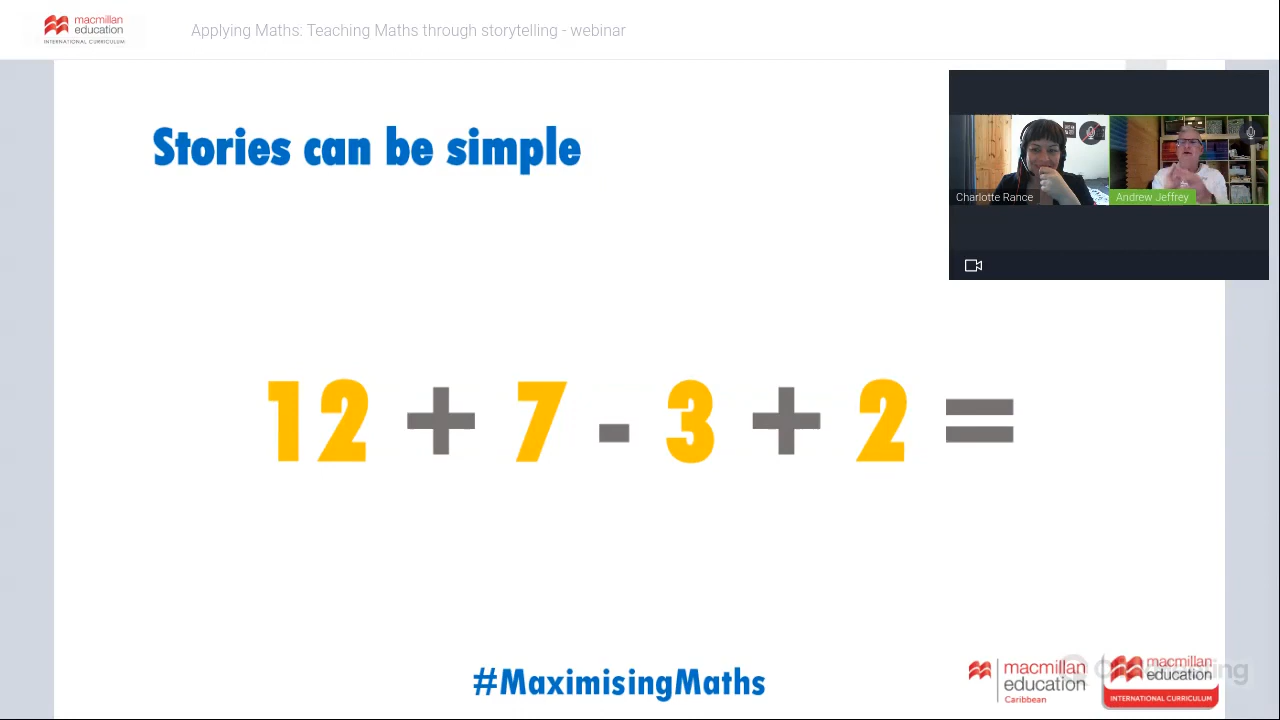 macmillan
education
INTERNATIONAL CURRICULUM
Applying Maths: Teaching Maths through storytelling - webinar
Stories can be simple
Charlotte Rance
Andrew Jeffrey
12 + 7 - 3 + 2 =
#MaximisingMaths
macmillan
education
Caribbean
macmillan
education
INTERNATIONAL CURRICULUM